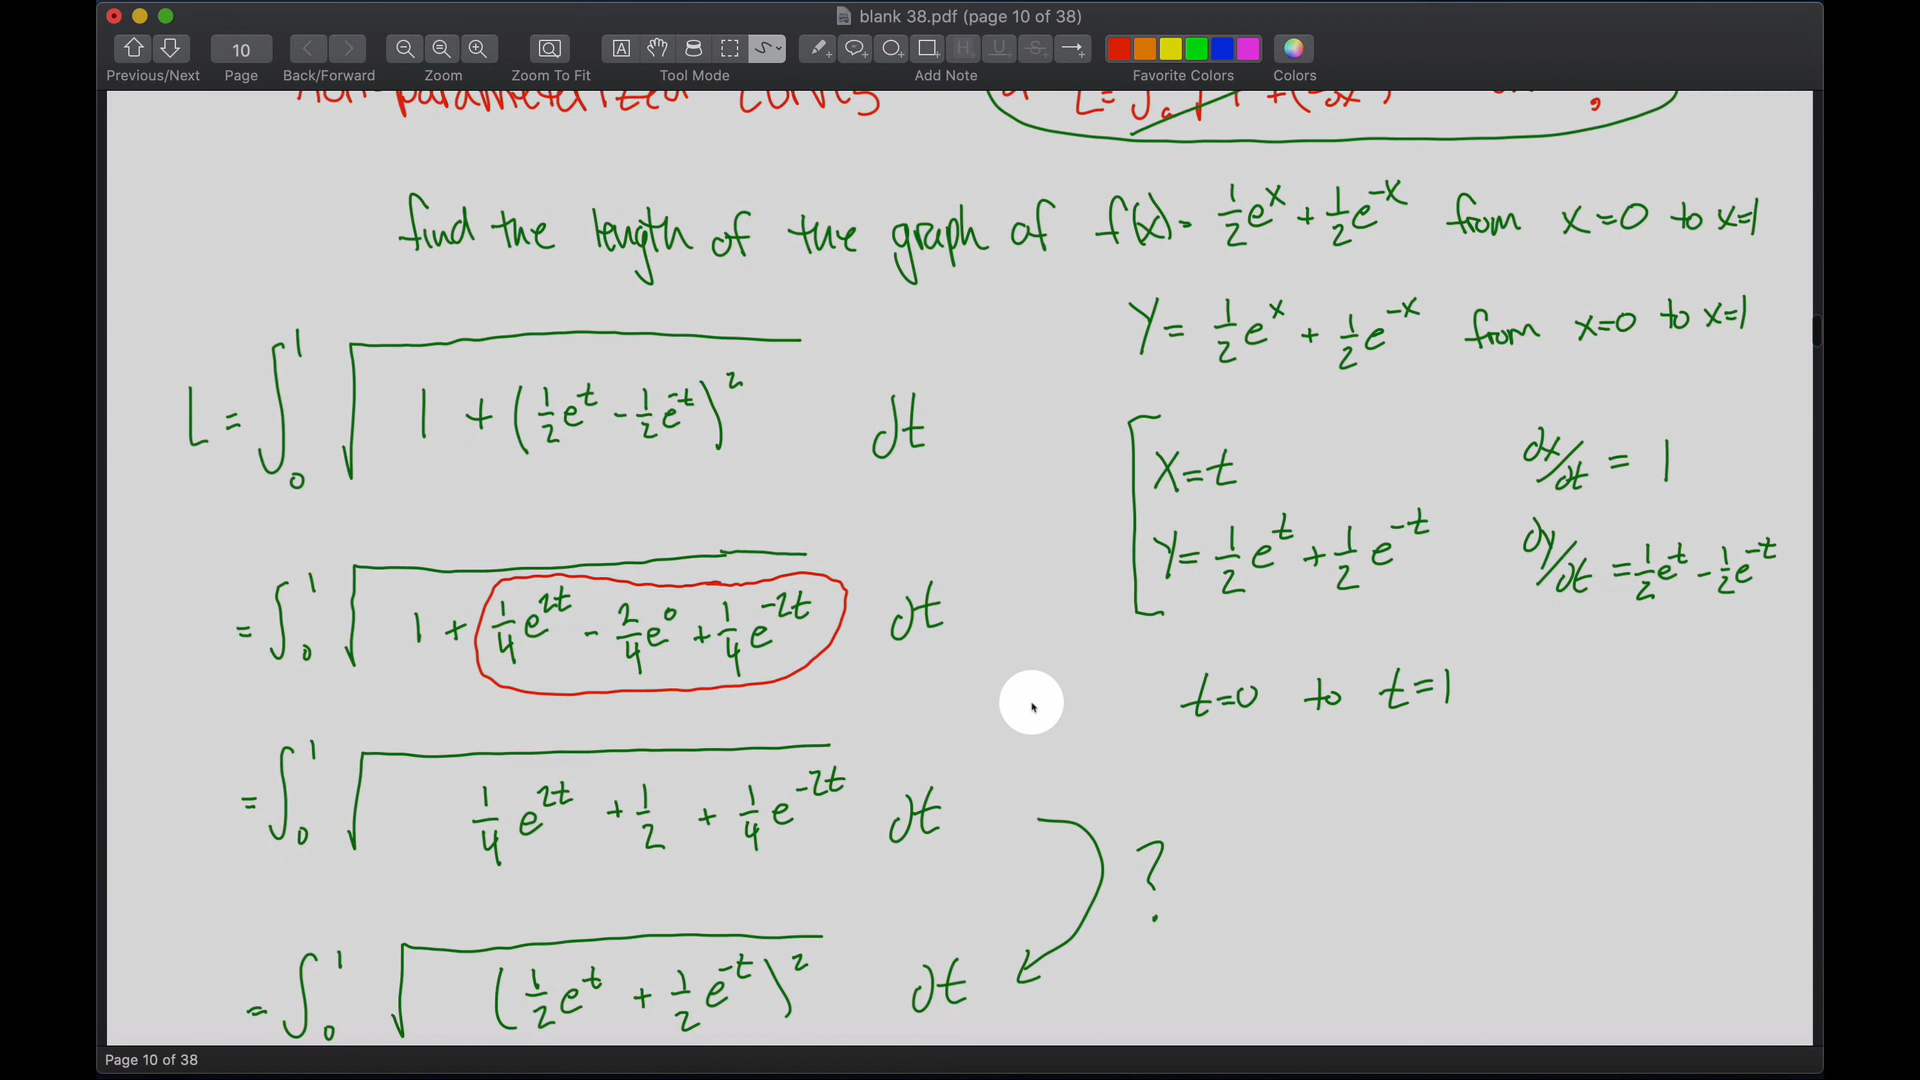 blank 38.pdf (page 10 of 38)
10
Previous/Next Page Back/Forward Zoom Zoom To Fit Tool Mode Add Note Favorite Colors Colors
non-parameterized curves
find the length of the graph of f(x) = 1/2 e^x + 1/2 e^-x from x=0 to x=1
Y = 1/2 e^x + 1/2 e^-x from x=0 to x=1
L = ∫_0^1 √(1 + (1/2 e^t - 1/2 e^-t)^2) dt
X=t dx/dt = 1
Y= 1/2 e^t + 1/2 e^-t dy/dt = 1/2 e^t - 1/2 e^-t
= ∫_0^1 √(1 + 1/4 e^2t - 2/4 e^0 + 1/4 e^-2t) dt
t=0 to t=1
= ∫_0^1 √(1/4 e^2t + 1/2 + 1/4 e^-2t) dt
?
= ∫_0^1 √((1/2 e^t + 1/2 e^-t)^2) dt
Page 10 of 38